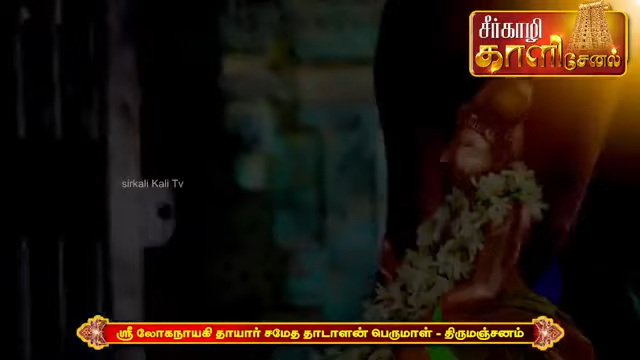 சீர்காழி
காளி சேனல்
sirkali Kali Tv
ஸ்ரீ லோகநாயகி தாயார் சமேத தாடாளன் பெருமாள் - திருமஞ்சனம்